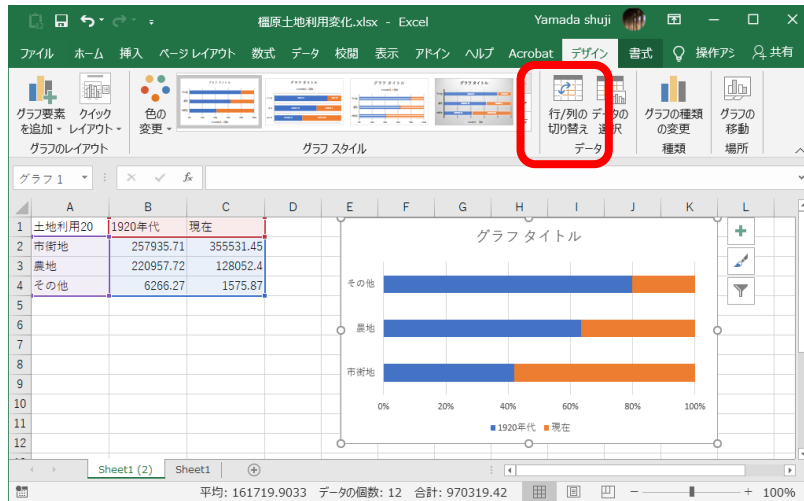 橿原土地利用変化.xlsx - Excel
Yamada shuji
ファイル ホーム 挿入 ページ レイアウト 数式 データ 校閲 表示 アドイン ヘルプ Acrobat デザイン 書式 操作アシ 共有
グラフ要素を追加
クイックレイアウト
色の変更
行/列の切り替え
データの選択
グラフの種類の変更
グラフの移動
グラフのレイアウト
グラフ スタイル
データ
種類
場所
グラフ 1
fx
A B C D E F G H I J K L
1 土地利用20 1920年代 現在
2 市街地 257935.71 355531.45
3 農地 220957.72 128052.4
4 その他 6266.27 1575.87
5
6
7
8
9
10
11
12
グラフ タイトル
その他
農地
市街地
0% 20% 40% 60% 80% 100%
1920年代 現在
Sheet1 (2) Sheet1
平均: 161719.9033 データの個数: 12 合計: 970319.42
100%